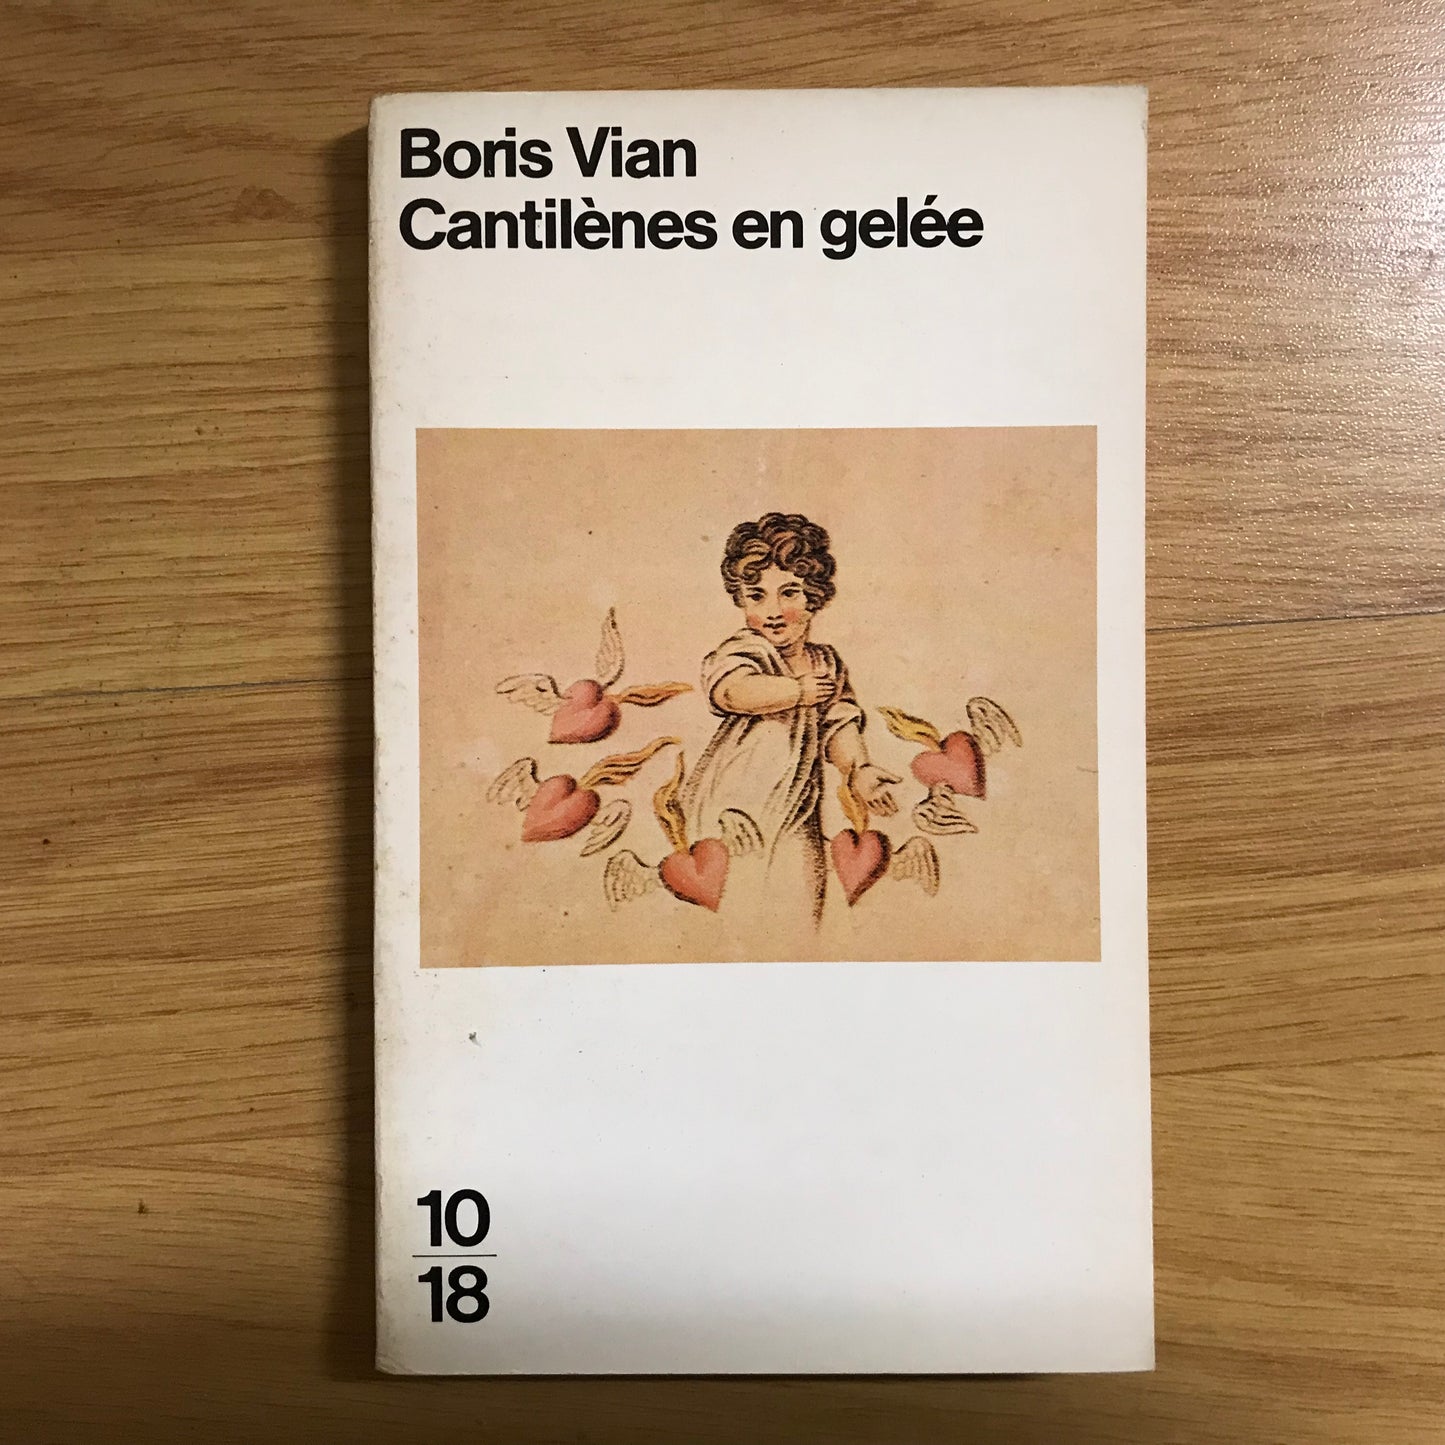 Boris Vian
Cantilènes en gelée
10
18